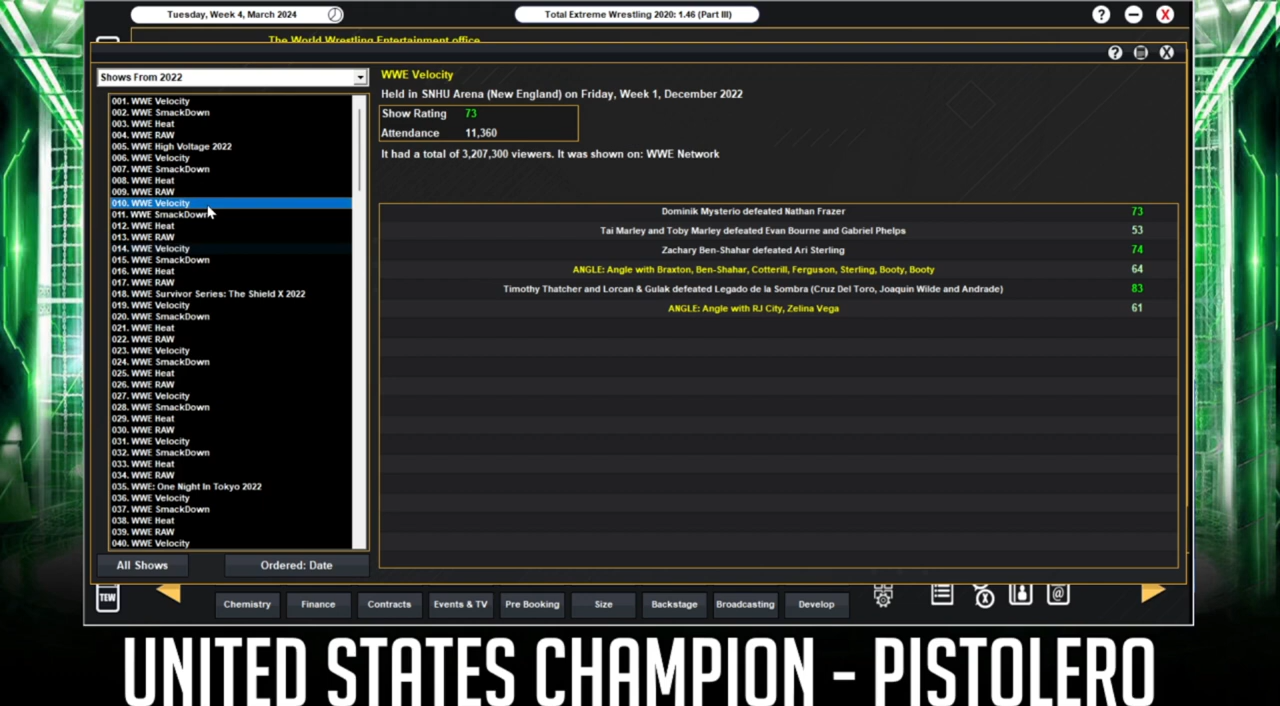 Tuesday, Week 4, March 2024
Total Extreme Wrestling 2020: 1.46 (Part III)
? X
The World Wrestling Entertainment office
? X
Shows From 2022
001. WWE Velocity
002. WWE SmackDown
003. WWE Heat
004. WWE RAW
005. WWE High Voltage 2022
006. WWE Velocity
007. WWE SmackDown
008. WWE Heat
009. WWE RAW
010. WWE Velocity
011. WWE SmackDown
012. WWE Heat
013. WWE RAW
014. WWE Velocity
015. WWE SmackDown
016. WWE Heat
017. WWE RAW
018. WWE Survivor Series: The Shield X 2022
019. WWE Velocity
020. WWE SmackDown
021. WWE Heat
022. WWE RAW
023. WWE Velocity
024. WWE SmackDown
025. WWE Heat
026. WWE RAW
027. WWE Velocity
028. WWE SmackDown
029. WWE Heat
030. WWE RAW
031. WWE Velocity
032. WWE SmackDown
033. WWE Heat
034. WWE RAW
035. WWE: One Night In Tokyo 2022
036. WWE Velocity
037. WWE SmackDown
038. WWE Heat
039. WWE RAW
040. WWE Velocity
All Shows
Ordered: Date
WWE Velocity
Held in SNHU Arena (New England) on Friday, Week 1, December 2022
Show Rating 73
Attendance 11,360
It had a total of 3,207,300 viewers. It was shown on: WWE Network
Dominik Mysterio defeated Nathan Frazer 73
Tai Marley and Toby Marley defeated Evan Bourne and Gabriel Phelps 53
Zachary Ben-Shahar defeated Ari Sterling 74
ANGLE: Angle with Braxton, Ben-Shahar, Cotterill, Ferguson, Sterling, Booty, Booty 64
Timothy Thatcher and Lorcan & Gulak defeated Legado de la Sombra (Cruz Del Toro, Joaquin Wilde and Andrade) 83
ANGLE: Angle with RJ City, Zelina Vega 61
TEW
Chemistry
Finance
Contracts
Events & TV
Pre Booking
Size
Backstage
Broadcasting
Develop
@
UNITED STATES CHAMPION - PISTOLERO